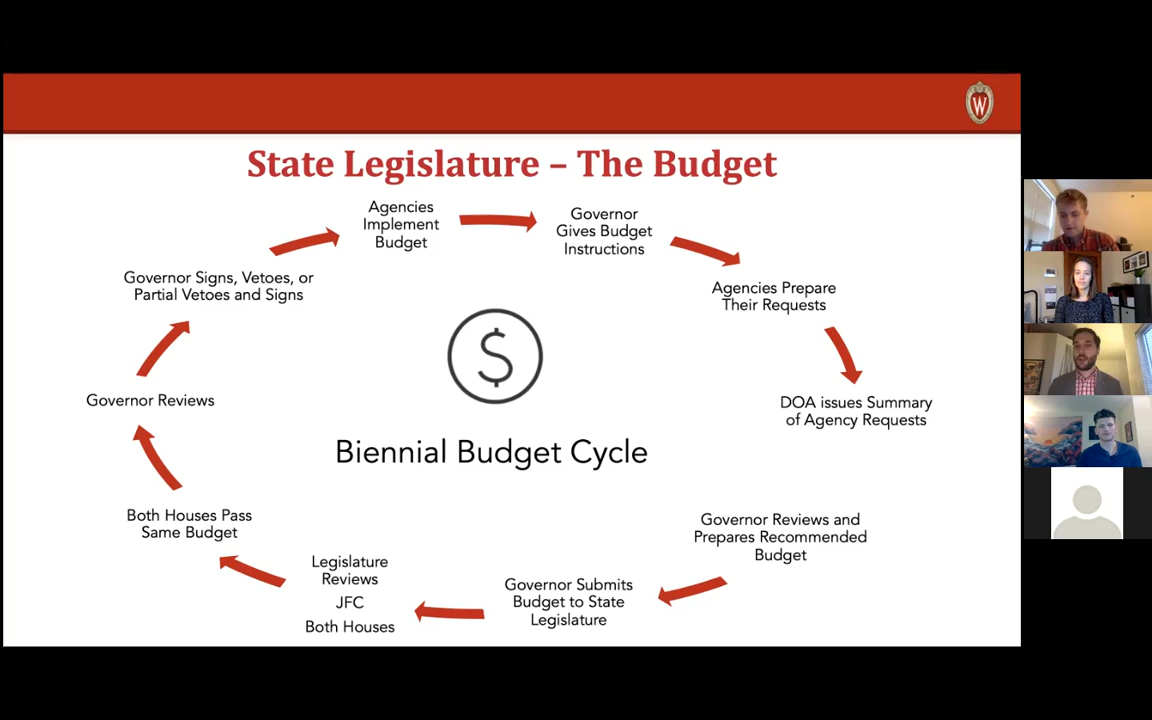 W
State Legislature – The Budget
Agencies
Implement
Budget
Governor
Gives Budget
Instructions
Agencies Prepare
Their Requests
DOA issues Summary
of Agency Requests
Governor Reviews and
Prepares Recommended
Budget
Governor Submits
Budget to State
Legislature
Legislature
Reviews
JFC
Both Houses
Both Houses Pass
Same Budget
Governor Reviews
Governor Signs, Vetoes, or
Partial Vetoes and Signs
$
Biennial Budget Cycle